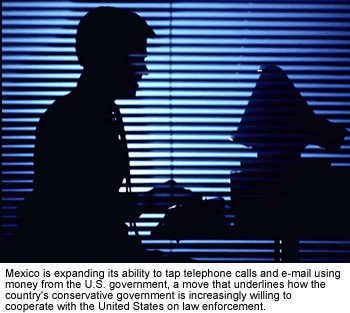 Mexico is expanding its ability to tap telephone calls and e-mail using
money from the U.S. government, a move that underlines how the
country's conservative government is increasingly willing to
cooperate with the United States on law enforcement.